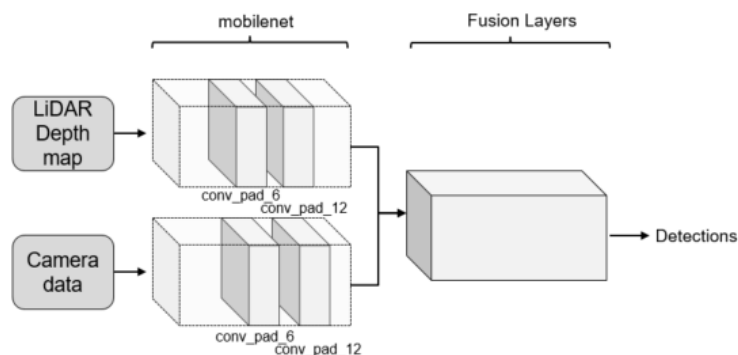 mobilenet
Fusion Layers
LiDAR
Depth
map
conv_pad_6
conv_pad_12
Camera
data
Detections
conv_pad_6
conv_pad_12